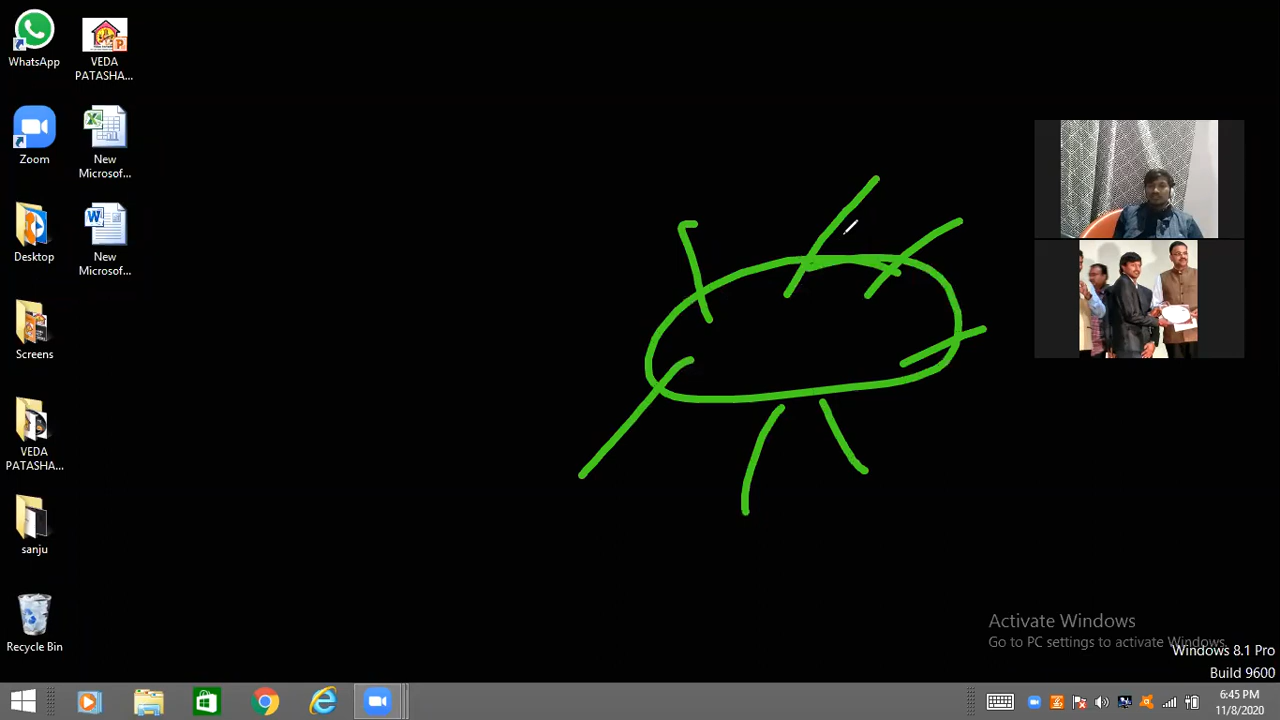 WhatsApp
VEDA
PATASHA...
Zoom
New
Microsof...
Desktop
New
Microsof...
Screens
VEDA
PATASHA...
sanju
Recycle Bin
Activate Windows
Go to PC settings to activate Windows.
Windows 8.1 Pro
Build 9600
6:45 PM
11/8/2020